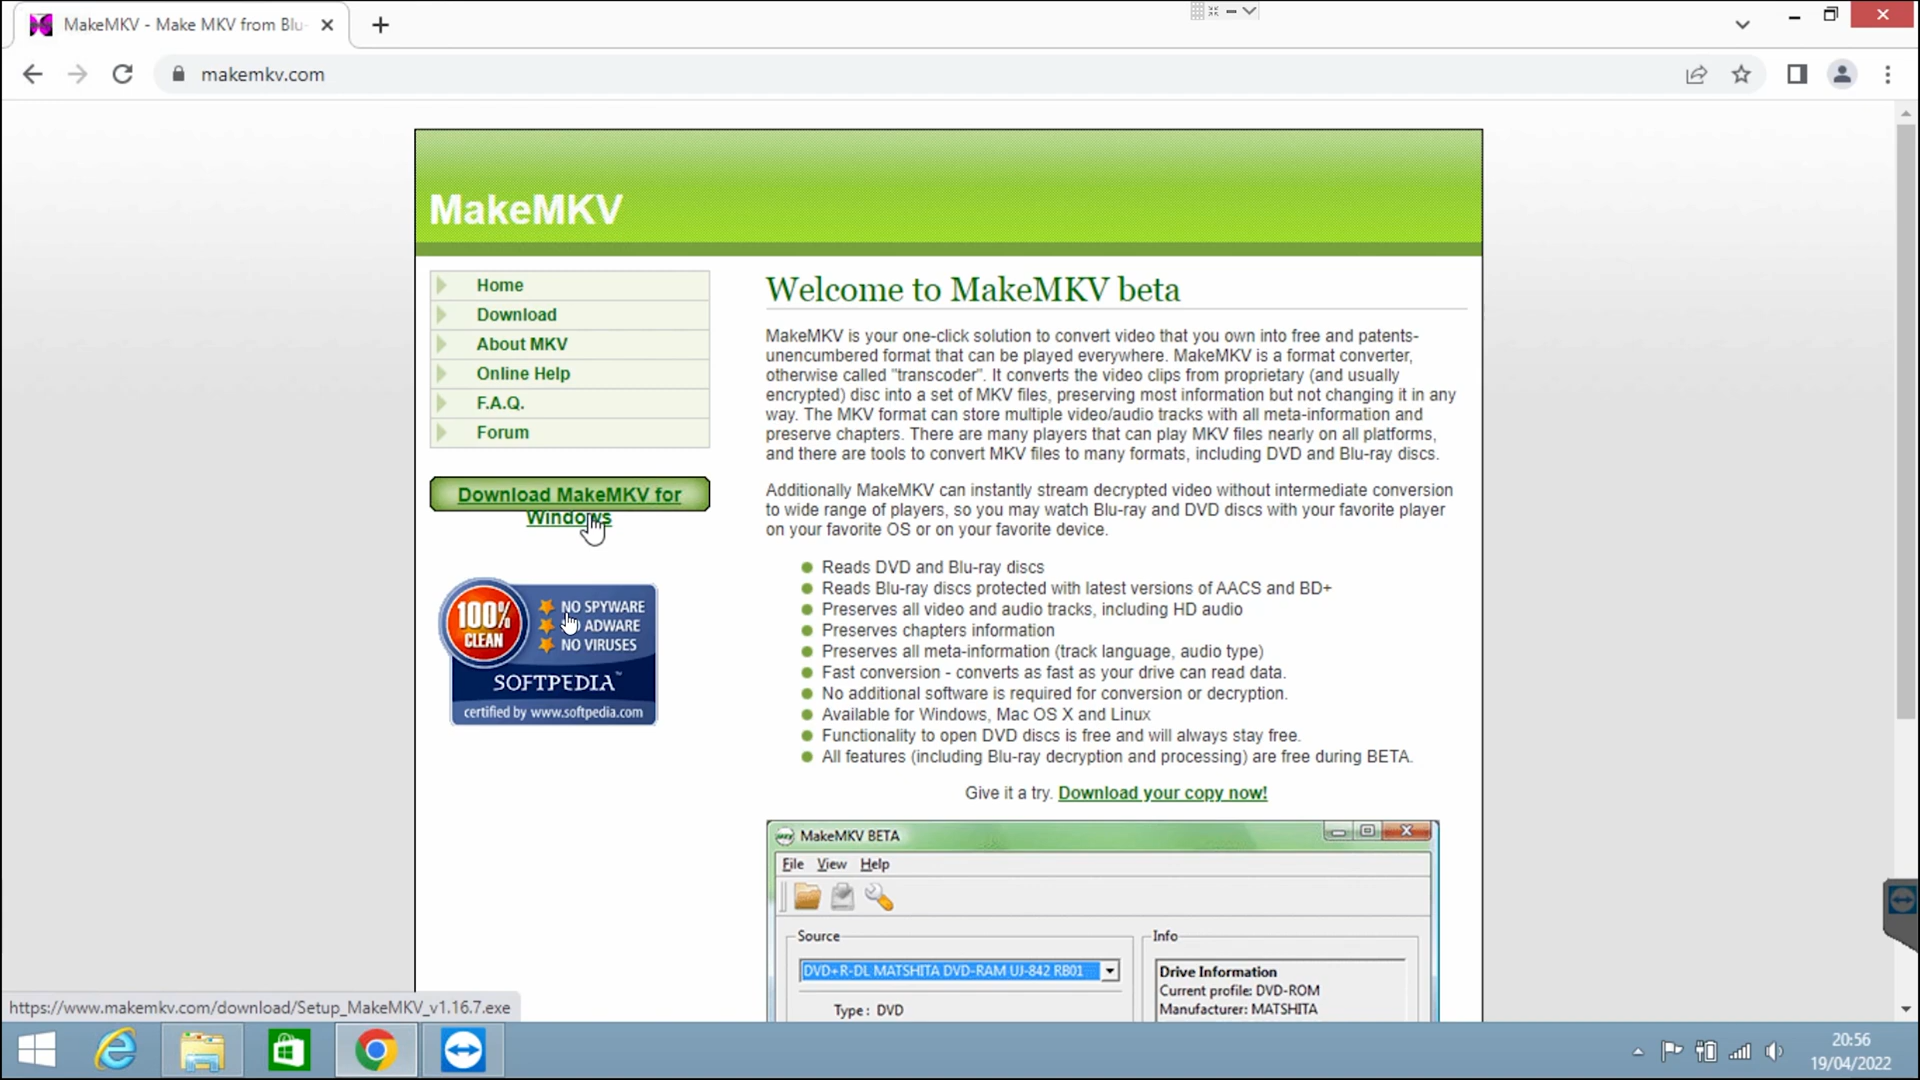 MakeMKV - Make MKV from Blu-
makemkv.com
MakeMKV
Home
Download
About MKV
Online Help
F.A.Q.
Forum
Download MakeMKV for
Windows
100%
CLEAN
NO SPYWARE
ADWARE
NO VIRUSES
SOFTPEDIA™
certified by www.softpedia.com
Welcome to MakeMKV beta
MakeMKV is your one-click solution to convert video that you own into free and patents-
unencumbered format that can be played everywhere. MakeMKV is a format converter,
otherwise called "transcoder". It converts the video clips from proprietary (and usually
encrypted) disc into a set of MKV files, preserving most information but not changing it in any
way. The MKV format can store multiple video/audio tracks with all meta-information and
preserve chapters. There are many players that can play MKV files nearly on all platforms,
and there are tools to convert MKV files to many formats, including DVD and Blu-ray discs.
Additionally MakeMKV can instantly stream decrypted video without intermediate conversion
to wide range of players, so you may watch Blu-ray and DVD discs with your favorite player
on your favorite OS or on your favorite device.
Reads DVD and Blu-ray discs
Reads Blu-ray discs protected with latest versions of AACS and BD+
Preserves all video and audio tracks, including HD audio
Preserves chapters information
Preserves all meta-information (track language, audio type)
Fast conversion - converts as fast as your drive can read data.
No additional software is required for conversion or decryption.
Available for Windows, Mac OS X and Linux
Functionality to open DVD discs is free and will always stay free.
All features (including Blu-ray decryption and processing) are free during BETA.
Give it a try. Download your copy now!
MakeMKV BETA
File View Help
Source
DVD+R-DL MATSHITA DVD-RAM UJ-842 RB01
Type: DVD
Info
Drive Information
Current profile: DVD-ROM
Manufacturer: MATSHITA
https://www.makemkv.com/download/Setup_MakeMKV_v1.16.7.exe
20:56
19/04/2022